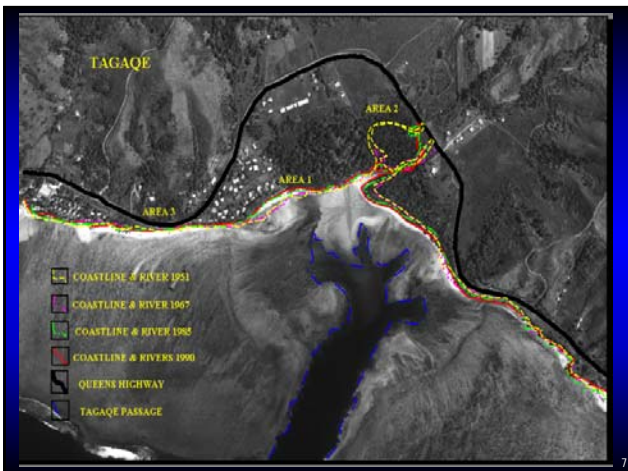 TAGAQE
AREA 2
AREA 1
AREA 3
COASTLINE & RIVER 1951
COASTLINE & RIVER 1967
COASTLINE & RIVER 1985
COASTLINE & RIVERS 1990
QUEENS HIGHWAY
TAGAQE PASSAGE
7